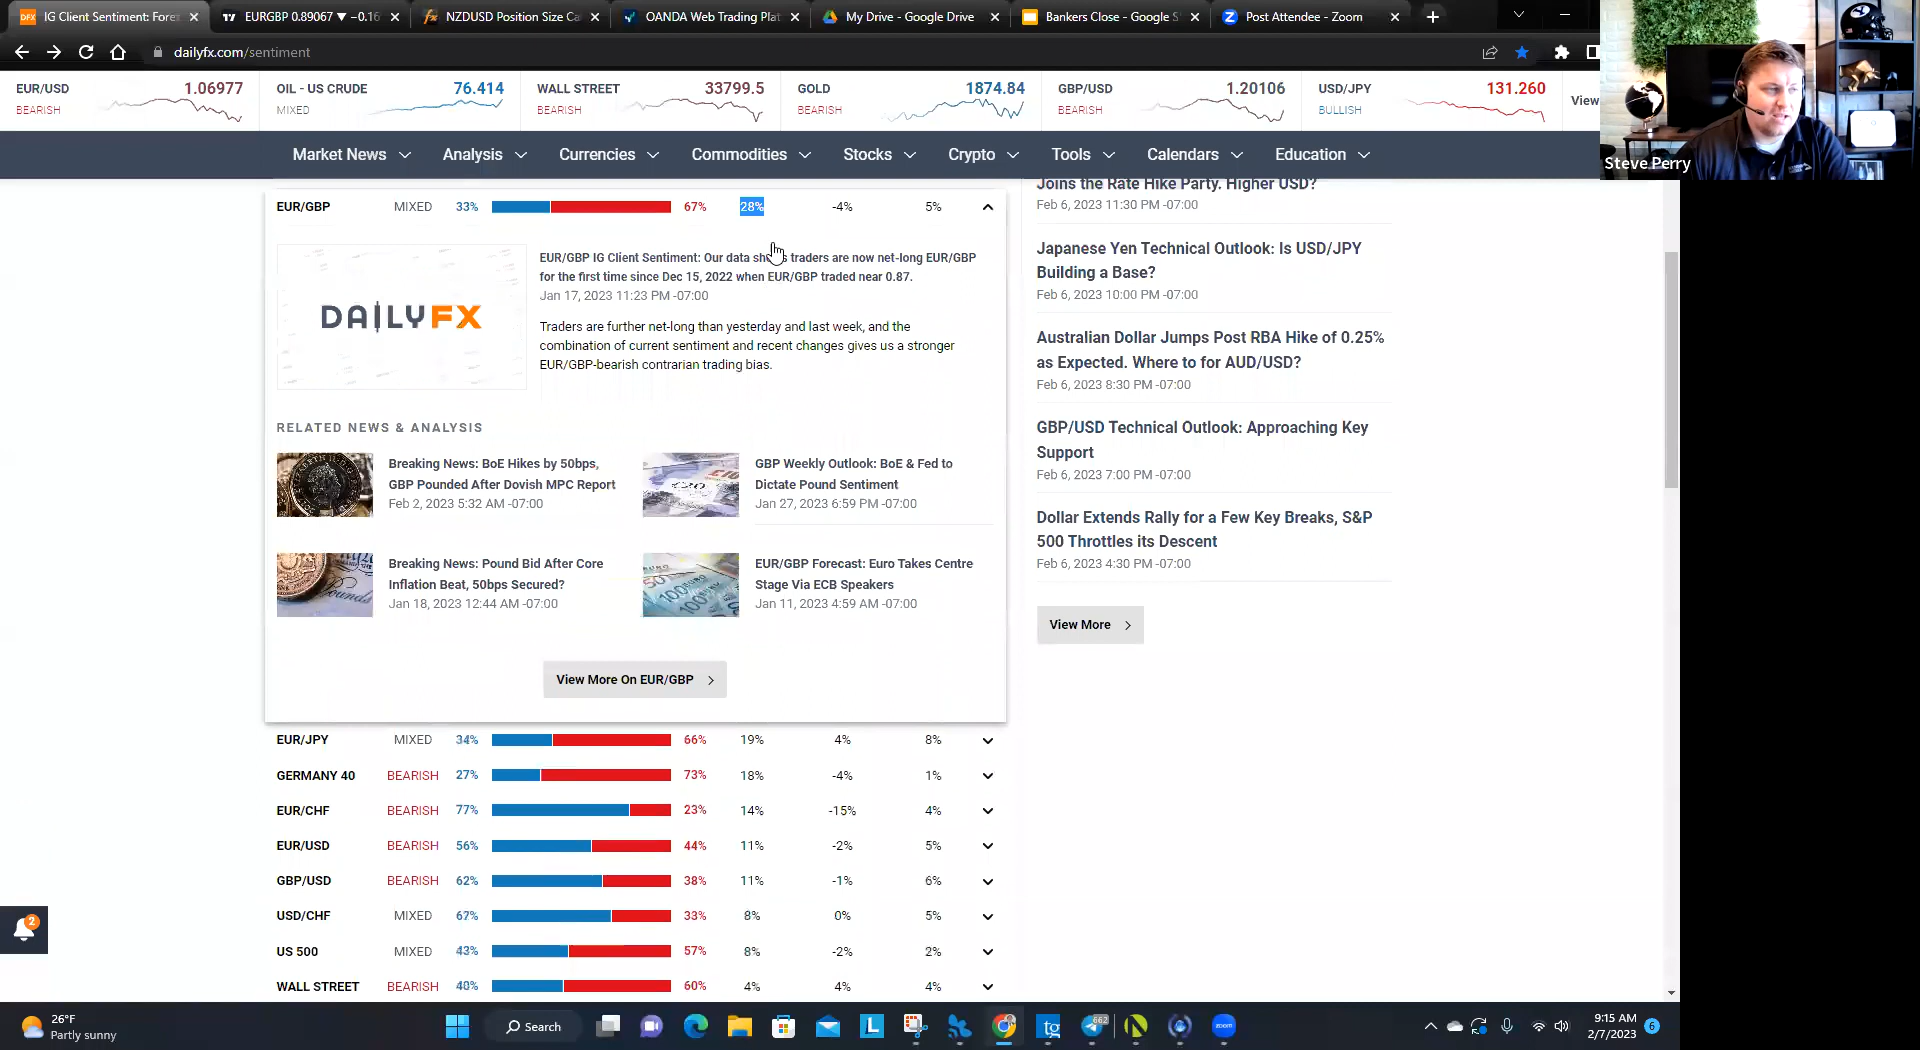 IG Client Sentiment: Fore
EURGBP 0.89067 ▼ −0.16
NZDUSD Position Size Ca
OANDA Web Trading Plat
My Drive - Google Drive
Bankers Close - Google S
Post Attendee - Zoom
dailyfx.com/sentiment
EUR/USD 1.06977
BEARISH
OIL - US CRUDE 76.414
MIXED
WALL STREET 33799.5
BEARISH
GOLD 1874.84
BEARISH
GBP/USD 1.20106
BEARISH
USD/JPY 131.260
BULLISH
View
Steve Perry
Market News Analysis Currencies Commodities Stocks Crypto Tools Calendars Education
EUR/GBP MIXED 33% 67% 28% -4% 5%
EUR/GBP IG Client Sentiment: Our data traders are now net-long EUR/GBP
for the first time since Dec 15, 2022 when EUR/GBP traded near 0.87.
Jan 17, 2023 11:23 PM -07:00
DAILYFX
Traders are further net-long than yesterday and last week, and the
combination of current sentiment and recent changes gives us a stronger
EUR/GBP-bearish contrarian trading bias.
RELATED NEWS & ANALYSIS
Breaking News: BoE Hikes by 50bps,
GBP Pounded After Dovish MPC Report
Feb 2, 2023 5:32 AM -07:00
GBP Weekly Outlook: BoE & Fed to
Dictate Pound Sentiment
Jan 27, 2023 6:59 PM -07:00
Breaking News: Pound Bid After Core
Inflation Beat, 50bps Secured?
Jan 18, 2023 12:44 AM -07:00
EUR/GBP Forecast: Euro Takes Centre
Stage Via ECB Speakers
Jan 11, 2023 4:59 AM -07:00
View More On EUR/GBP
EUR/JPY MIXED 34% 66% 19% 4% 8%
GERMANY 40 BEARISH 27% 73% 18% -4% 1%
EUR/CHF BEARISH 77% 23% 14% -15% 4%
EUR/USD BEARISH 56% 44% 11% -2% 5%
GBP/USD BEARISH 62% 38% 11% -1% 6%
USD/CHF MIXED 67% 33% 8% 0% 5%
US 500 MIXED 43% 57% 8% -2% 2%
WALL STREET BEARISH 40% 60% 4% 4% 4%
Joins the Rate Hike Party. Higher USD?
Feb 6, 2023 11:30 PM -07:00
Japanese Yen Technical Outlook: Is USD/JPY
Building a Base?
Feb 6, 2023 10:00 PM -07:00
Australian Dollar Jumps Post RBA Hike of 0.25%
as Expected. Where to for AUD/USD?
Feb 6, 2023 8:30 PM -07:00
GBP/USD Technical Outlook: Approaching Key
Support
Feb 6, 2023 7:00 PM -07:00
Dollar Extends Rally for a Few Key Breaks, S&P
500 Throttles its Descent
Feb 6, 2023 4:30 PM -07:00
View More
2
26°F
Partly sunny
Search
L
tg
662
zoom
9:15 AM
2/7/2023
6